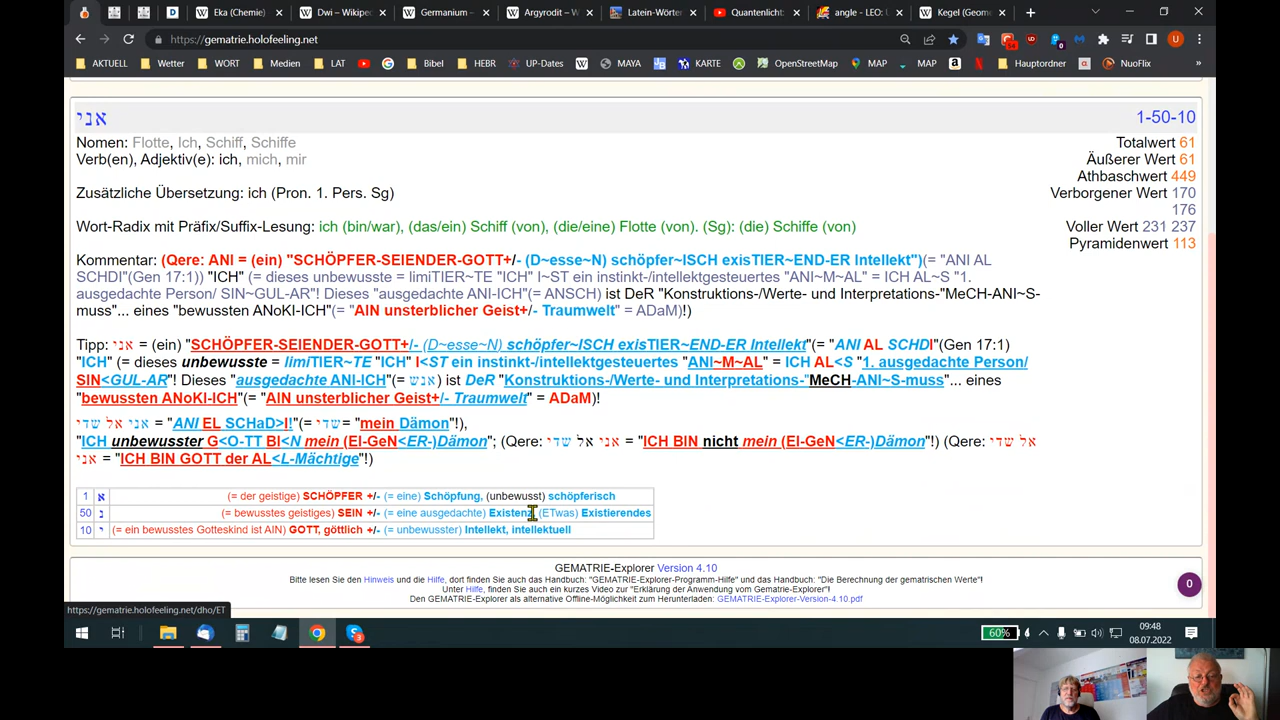 Eka (Chemie) Dwi – Wikiped Germanium – Argyrodit – W Latein-Wörter Quantenlicht: angle - LEO: Ü Kegel (Geom
https://gematrie.holofeeling.net
AKTUELL Wetter WORT Medien LAT Bibel HEBR UP-Dates MAYA KARTE OpenStreetMap MAP MAP Hauptordner NuoFlix »
אני 1-50-10
Nomen: Flotte, Ich, Schiff, Schiffe Totalwert 61
Verb(en), Adjektiv(e): ich, mich, mir Äußerer Wert 61
Athbaschwert 449
Zusätzliche Übersetzung: ich (Pron. 1. Pers. Sg) Verborgener Wert 170
176
Wort-Radix mit Präfix/Suffix-Lesung: ich (bin/war), (das/ein) Schiff (von), (die/eine) Flotte (von). (Sg): (die) Schiffe (von) Voller Wert 231 237
Pyramidenwert 113
Kommentar: (Qere: ANI = (ein) "SCHÖPFER-SEIENDER-GOTT+/- (D~esse~N) schöpfer~ISCH exisTIER~END-ER Intellekt")(= "ANI AL
SCHDI"(Gen 17:1)) "ICH" (= dieses unbewusste = limiTIER~TE "ICH" I~ST ein instinkt-/intellektgesteuertes "ANI~M~AL" = ICH AL~S "1.
ausgedachte Person/ SIN~GUL-AR"! Dieses "ausgedachte ANI-ICH"(= ANSCH) ist DeR "Konstruktions-/Werte- und Interpretations-"MeCH-ANI~S-
muss"... eines "bewussten ANoKI-ICH"(= "AIN unsterblicher Geist+/- Traumwelt" = ADaM)!)
Tipp: אני = (ein) "SCHÖPFER-SEIENDER-GOTT+/- (D~esse~N) schöpfer~ISCH exisTIER~END-ER Intellekt"(= "ANI AL SCHDI"(Gen 17:1)
"ICH" (= dieses unbewusste = limiTIER~TE "ICH" I<ST ein instinkt-/intellektgesteuertes "ANI~M~AL" = ICH AL<S "1. ausgedachte Person/
SIN<GUL-AR"! Dieses "ausgedachte ANI-ICH"(= אנש) ist DeR "Konstruktions-/Werte- und Interpretations-"MeCH-ANI~S-muss"... eines
"bewussten ANoKI-ICH"(= "AIN unsterblicher Geist+/- Traumwelt" = ADaM)!
אני אל שדי = "ANI EL SCHaD>I!"(= שדי = "mein Dämon"!),
"ICH unbewusster G<O-TT BI<N mein (EI-GeN<ER-)Dämon"; (Qere: אני אל שדי = "ICH BIN nicht mein (EI-GeN<ER-)Dämon"!) (Qere: אל שדי
אני = "ICH BIN GOTT der AL<L-Mächtige"!)
1 א (= der geistige) SCHÖPFER +/- (= eine) Schöpfung, (unbewusst) schöpferisch
50 נ (= bewusstes geistiges) SEIN +/- (= eine ausgedachte) Existenz, (ETwas) Existierendes
10 י (= ein bewusstes Gotteskind ist AIN) GOTT, göttlich +/- (= unbewusster) Intellekt, intellektuell
GEMATRIE-Explorer Version 4.10
Bitte lesen Sie den Hinweis und die Hilfe, dort finden Sie auch das Handbuch: "GEMATRIE-Explorer-Programm-Hilfe" und das Handbuch: "Die Berechnung der gematrischen Werte"!
Unter Hilfe, finden Sie auch ein kurzes Video zur "Erklärung der Anwendung vom Gematrie-Explorer"!
Den GEMATRIE-Explorer als alternative Offline-Möglichkeit zum Herunterladen: GEMATRIE-Explorer-Version-4.10.pdf
0
https://gematrie.holofeeling.net/dho/ET
60% 09:48
08.07.2022